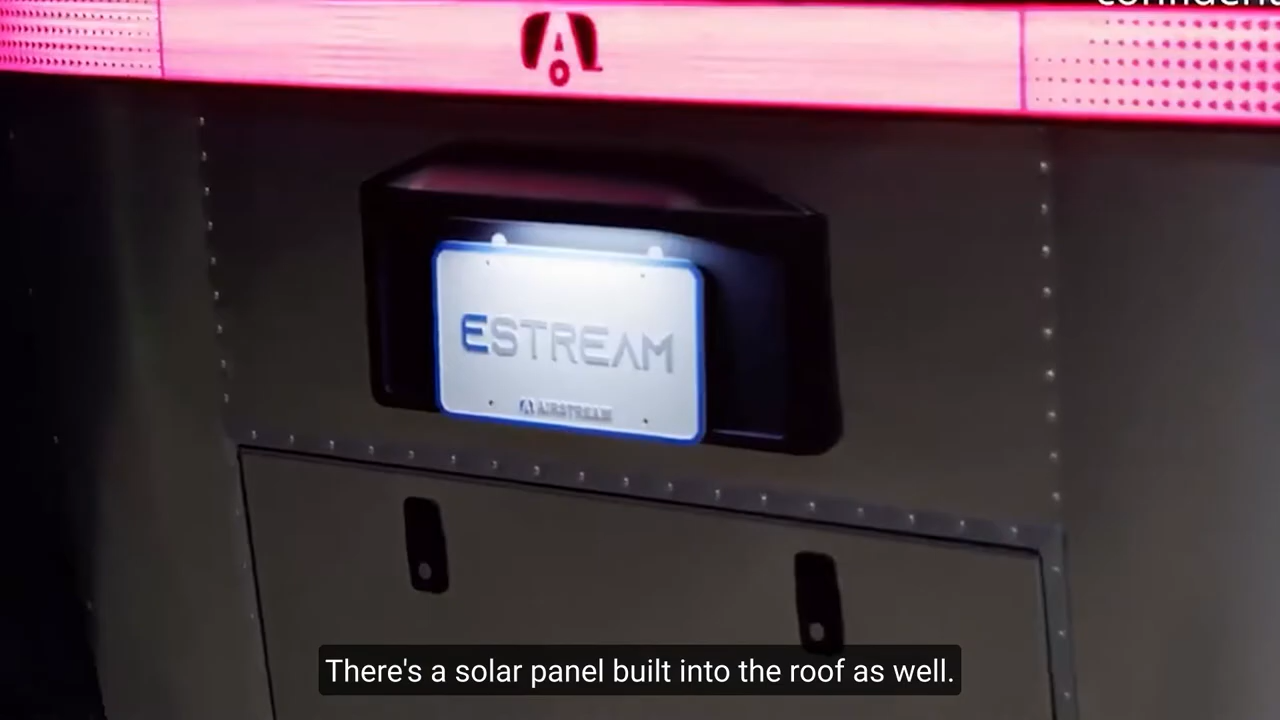 ESTREAM
AIRSTREAM
There's a solar panel built into the roof as well.